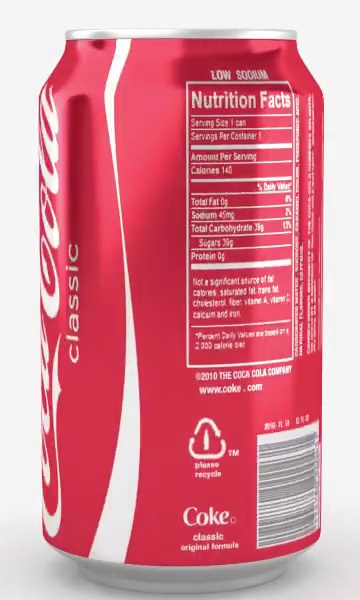 Coca-Cola
classic
LOW SODIUM
Nutrition Facts
Serving Size 1 can
Servings Per Container 1
Amount Per Serving
Calories 140
% Daily Value*
Total Fat 0g 0%
Sodium 45mg 2%
Total Carbohydrate 39g 13%
Sugars 39g
Protein 0g
Not a significant source of fat
calories, saturated fat, trans fat,
cholesterol, fiber, vitamin A, vitamin C,
calcium and iron.
*Percent Daily Values are based on a
2,000 calorie diet
©2010 THE COCA COLA COMPANY
www.coke.com
TM
please
recycle
Coke
classic
original formula